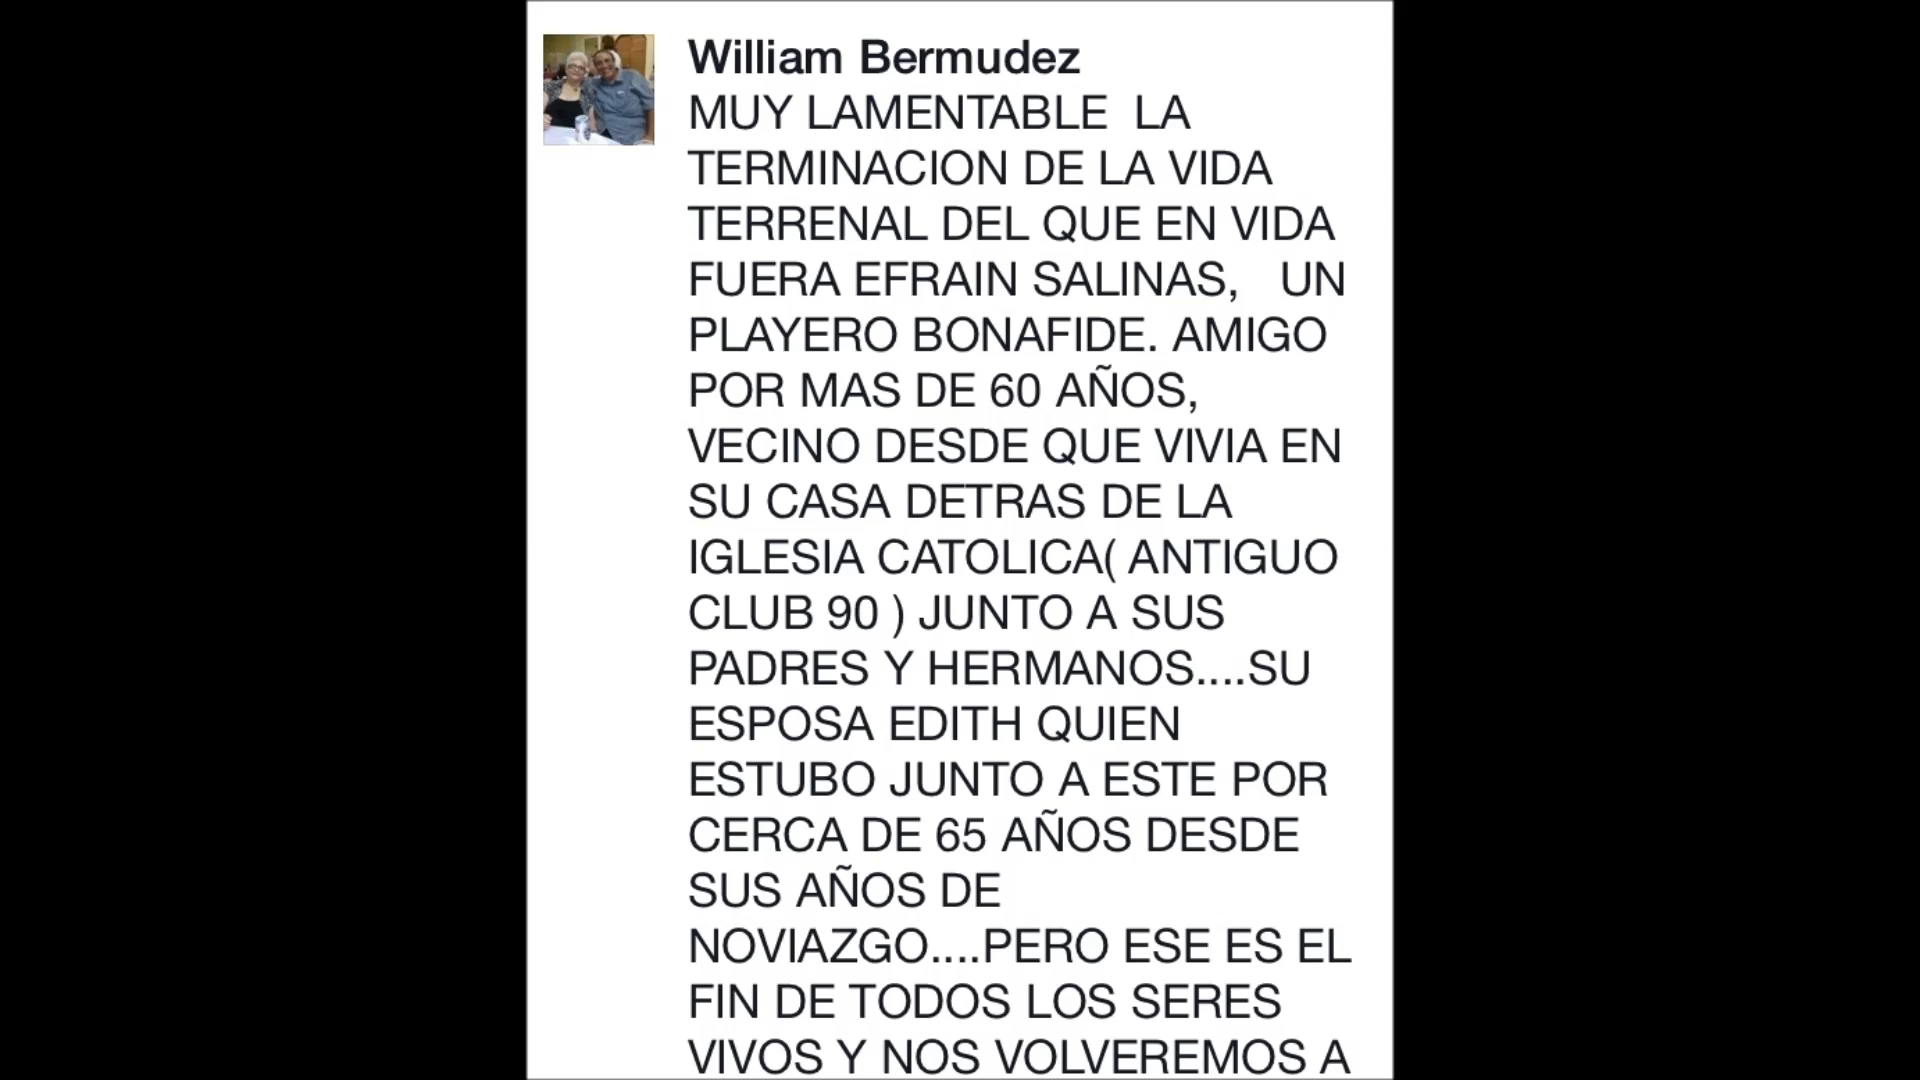 William Bermudez
MUY LAMENTABLE  LA
TERMINACION DE LA VIDA
TERRENAL DEL QUE EN VIDA
FUERA EFRAIN SALINAS,   UN
PLAYERO BONAFIDE. AMIGO
POR MAS DE 60 AÑOS,
VECINO DESDE QUE VIVIA EN
SU CASA DETRAS DE LA
IGLESIA CATOLICA( ANTIGUO
CLUB 90 ) JUNTO A SUS
PADRES Y HERMANOS....SU
ESPOSA EDITH QUIEN
ESTUBO JUNTO A ESTE POR
CERCA DE 65 AÑOS DESDE
SUS AÑOS DE
NOVIAZGO....PERO ESE ES EL
FIN DE TODOS LOS SERES
VIVOS Y NOS VOLVEREMOS A